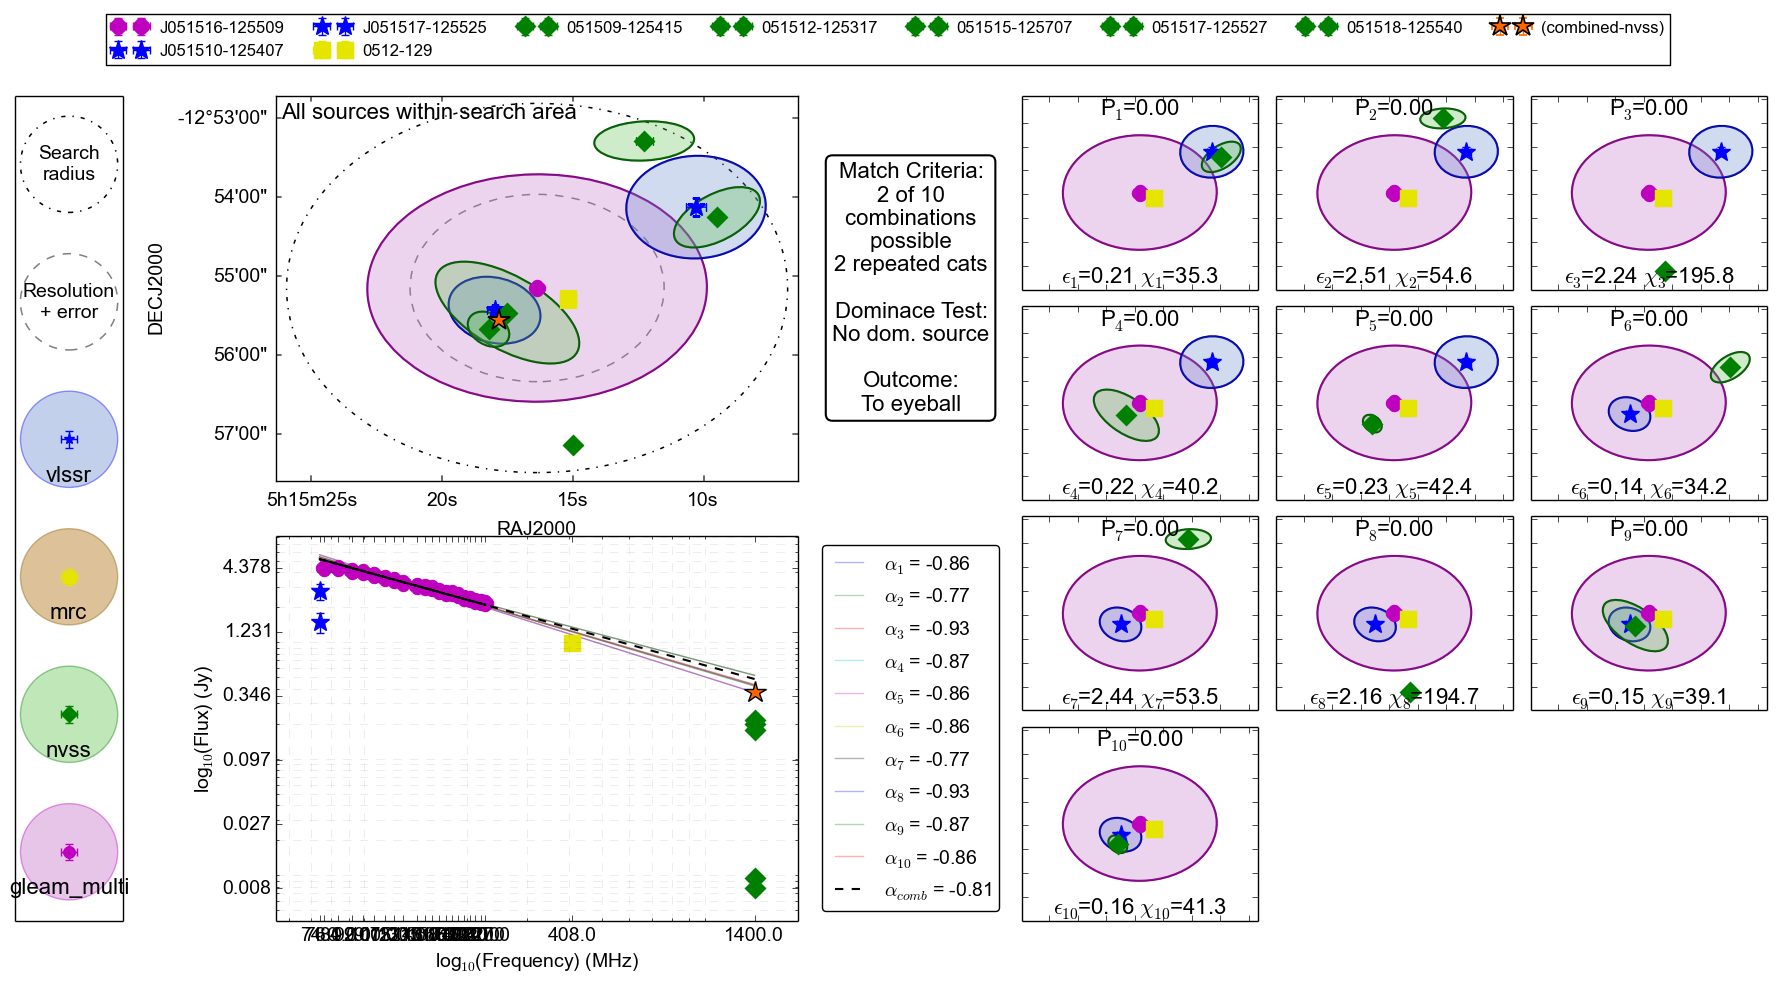 J051516-125509 J051517-125525 051509-125415 051512-125317 051515-125707 051517-125527 051518-125540 (combined-nvss)
J051510-125407 0512-129
Search
radius
Resolution
+ error
vlssr
mrc
nvss
gleam_multi
All sources within search area
-12°53'00"
54'00"
55'00"
56'00"
57'00"
DECJ2000
5h15m25s 20s 15s 10s
RAJ2000
Match Criteria:
2 of 10
combinations
possible
2 repeated cats
Dominace Test:
No dom. source
Outcome:
To eyeball
4.378
1.231
0.346
0.097
0.027
0.008
log10(Flux) (Jy)
408.0 1400.0
log10(Frequency) (MHz)
α1 = -0.86
α2 = -0.77
α3 = -0.93
α4 = -0.87
α5 = -0.86
α6 = -0.86
α7 = -0.77
α8 = -0.93
α9 = -0.87
α10 = -0.86
αcomb = -0.81
P1=0.00
ϵ1=0.21 χ1=35.3
P2=0.00
ϵ2=2.51 χ2=54.6
P3=0.00
ϵ3=2.24 χ3=195.8
P4=0.00
ϵ4=0.22 χ4=40.2
P5=0.00
ϵ5=0.23 χ5=42.4
P6=0.00
ϵ6=0.14 χ6=34.2
P7=0.00
ϵ7=2.44 χ7=53.5
P8=0.00
ϵ8=2.16 χ8=194.7
P9=0.00
ϵ9=0.15 χ9=39.1
P10=0.00
ϵ10=0.16 χ10=41.3